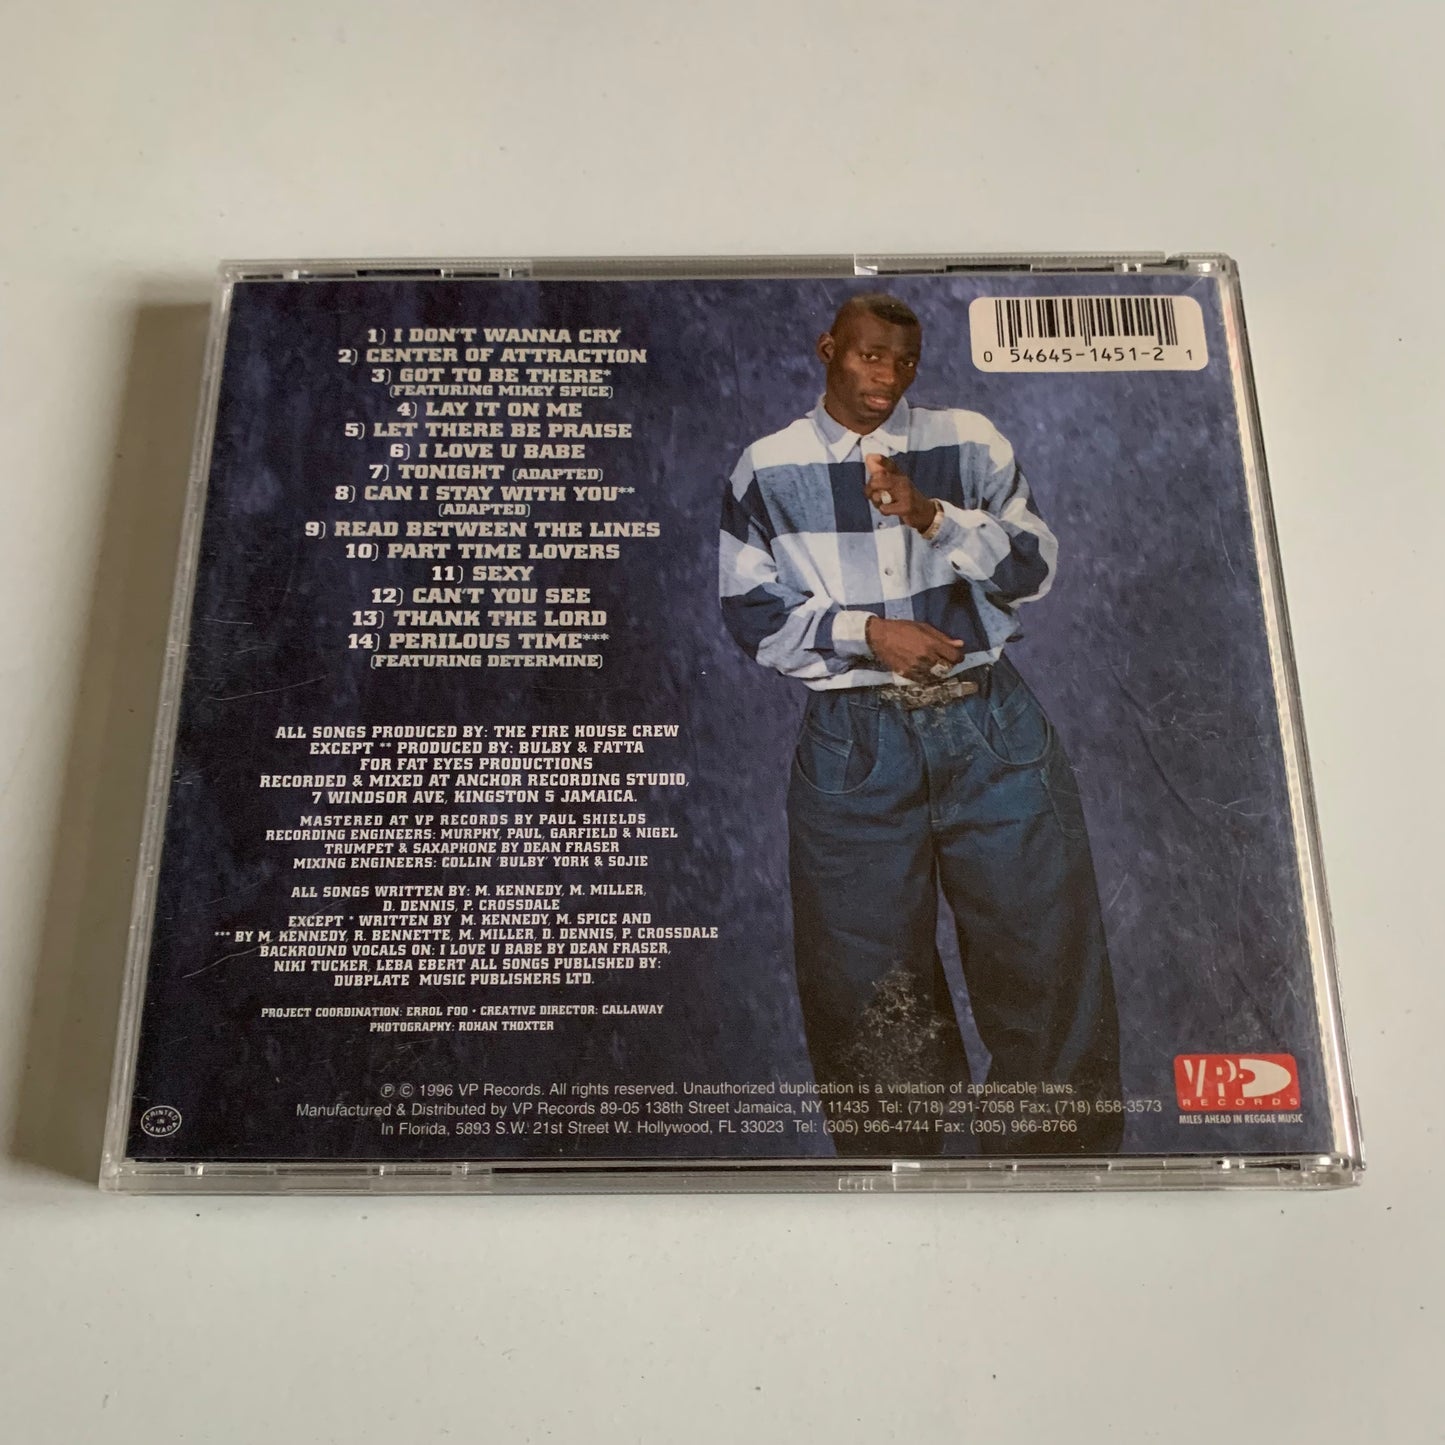 1) I DON'T WANNA CRY
2) CENTER OF ATTRACTION
3) GOT TO BE THERE*
(FEATURING MIKEY SPICE)
4) LAY IT ON ME
5) LET THERE BE PRAISE
6) I LOVE U BABE
7) TONIGHT (ADAPTED)
8) CAN I STAY WITH YOU**
(ADAPTED)
9) READ BETWEEN THE LINES
10) PART TIME LOVERS
11) SEXY
12) CAN'T YOU SEE
13) THANK THE LORD
14) PERILOUS TIME***
(FEATURING DETERMINE)
0 54645-1451-2 1
ALL SONGS PRODUCED BY: THE FIRE HOUSE CREW
EXCEPT ** PRODUCED BY: BULBY & FATTA
FOR FAT EYES PRODUCTIONS
RECORDED & MIXED AT ANCHOR RECORDING STUDIO,
7 WINDSOR AVE, KINGSTON 5 JAMAICA.
MASTERED AT VP RECORDS BY PAUL SHIELDS
RECORDING ENGINEERS: MURPHY, PAUL, GARFIELD & NIGEL
TRUMPET & SAXAPHONE BY DEAN FRASER
MIXING ENGINEERS: COLLIN 'BULBY' YORK & SOJIE
ALL SONGS WRITTEN BY: M. KENNEDY, M. MILLER,
D. DENNIS, P. CROSSDALE
EXCEPT * WRITTEN BY M. KENNEDY, M. SPICE AND
*** BY M. KENNEDY, R. BENNETTE, M. MILLER, D. DENNIS, P. CROSSDALE
BACKROUND VOCALS ON: I LOVE U BABE BY DEAN FRASER,
NIKI TUCKER, LEBA EBERT ALL SONGS PUBLISHED BY:
DUBPLATE MUSIC PUBLISHERS LTD.
PROJECT COORDINATION: ERROL FOO • CREATIVE DIRECTOR: CALLAWAY
PHOTOGRAPHY: ROHAN THOXTER
℗ © 1996 VP Records. All rights reserved. Unauthorized duplication is a violation of applicable laws.
Manufactured & Distributed by VP Records 89-05 138th Street Jamaica, NY 11435 Tel: (718) 291-7058 Fax: (718) 658-3573
In Florida, 5893 S.W. 21st Street W. Hollywood, FL 33023 Tel: (305) 966-4744 Fax: (305) 966-8766
PRINTED
IN
CANADA
VP
RECORDS
MILES AHEAD IN REGGAE MUSIC